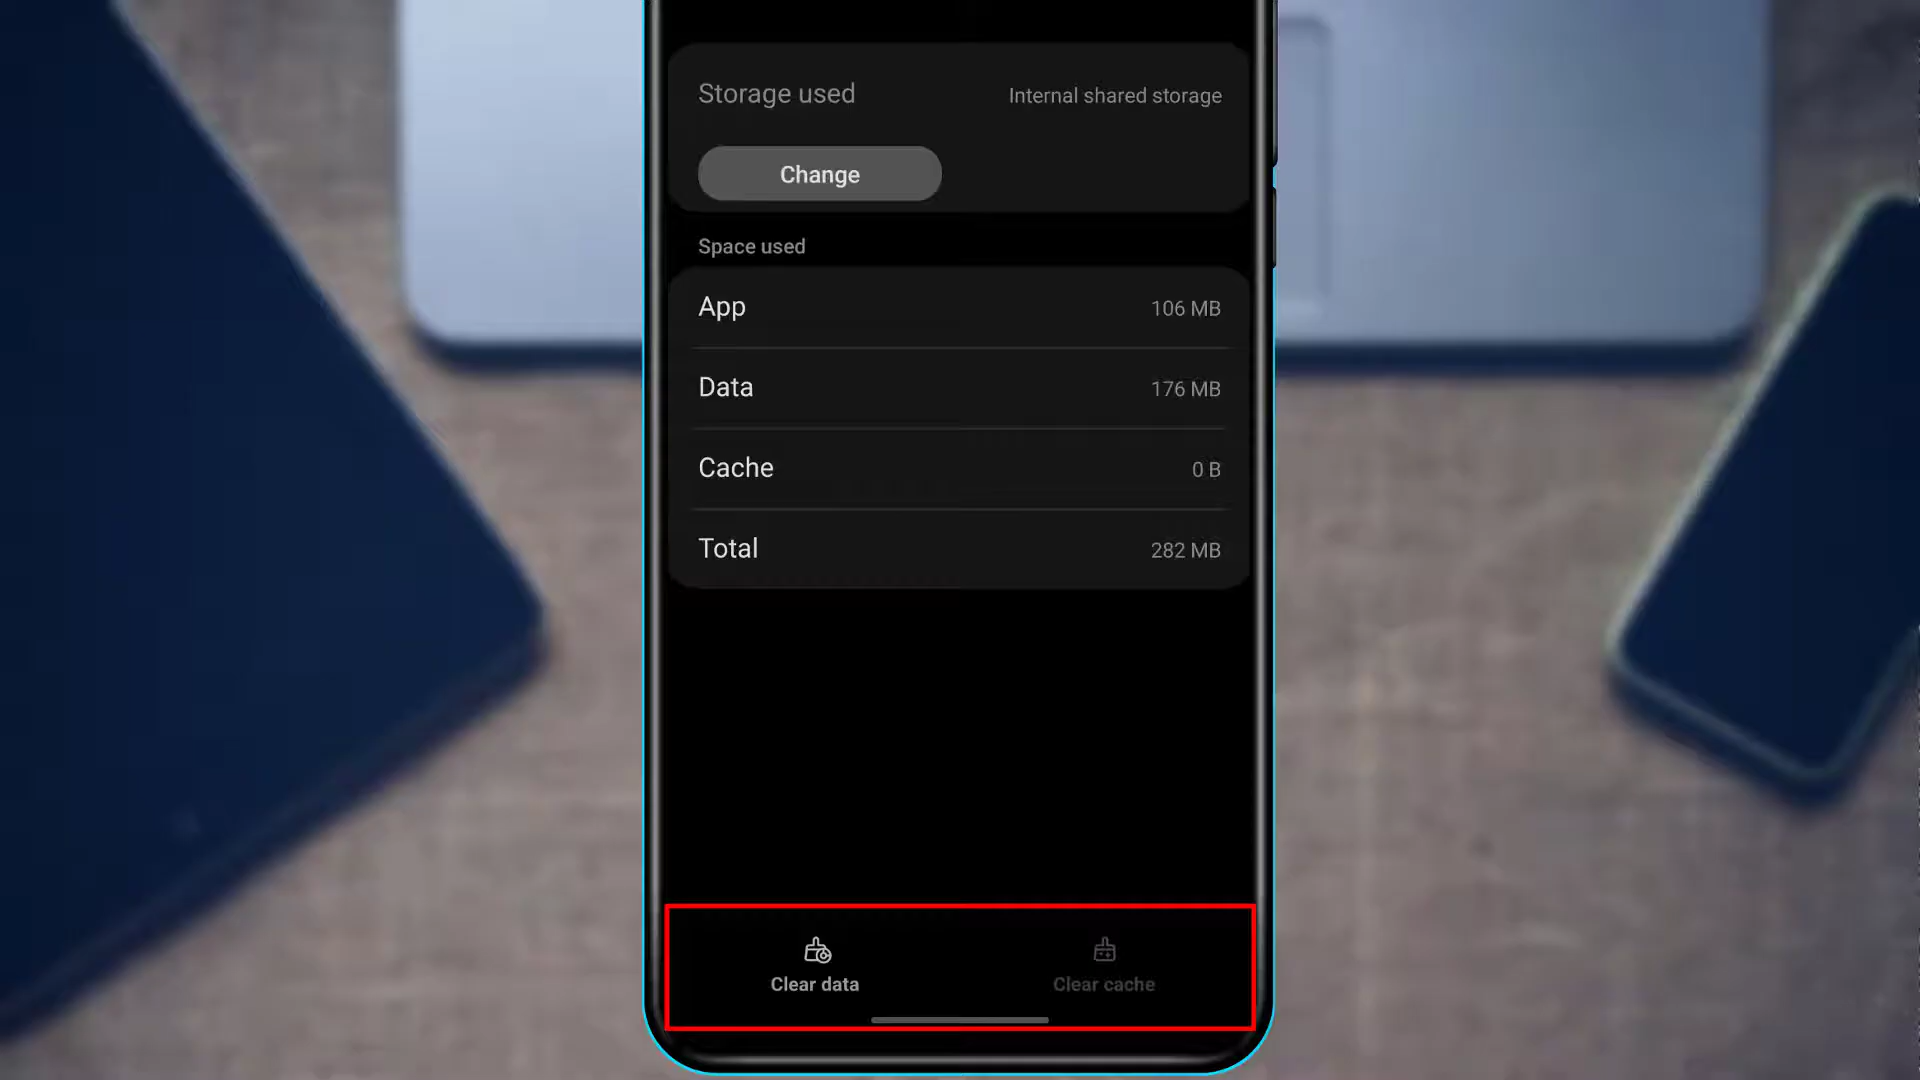 Storage used Internal shared storage
Change
Space used
App 106 MB
Data 176 MB
Cache 0 B
Total 282 MB
Clear data Clear cache